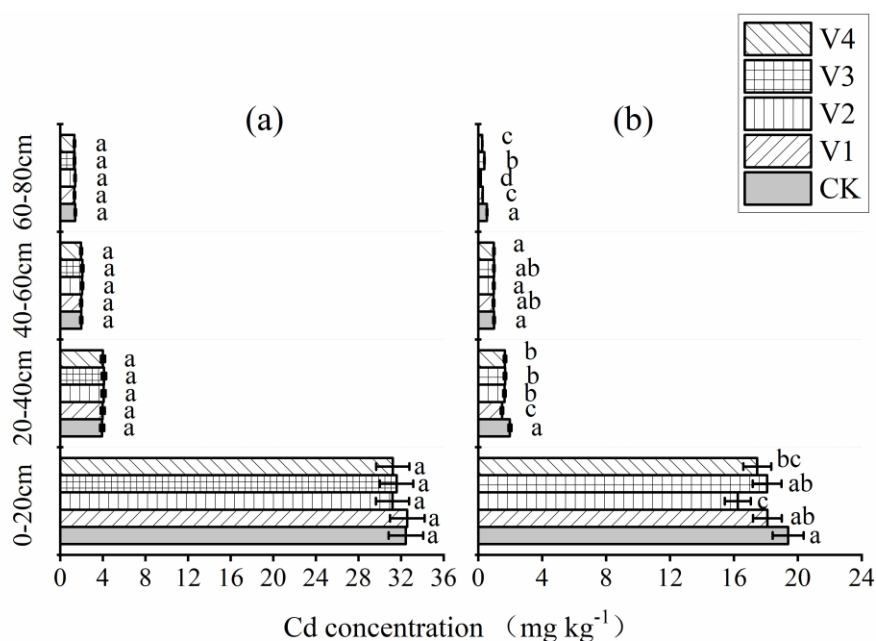 V4
V3
V2
V1
CK
(a)
(b)
60-80cm
a
a
a
a
a
c
b
d
c
a
40-60cm
a
a
a
a
a
a
ab
a
ab
a
20-40cm
a
a
a
a
a
b
b
b
c
a
0-20cm
a
a
a
a
a
bc
ab
c
ab
a
0 4 8 12 16 20 24 28 32 36
0 4 8 12 16 20 24
Cd concentration （mg kg⁻¹）